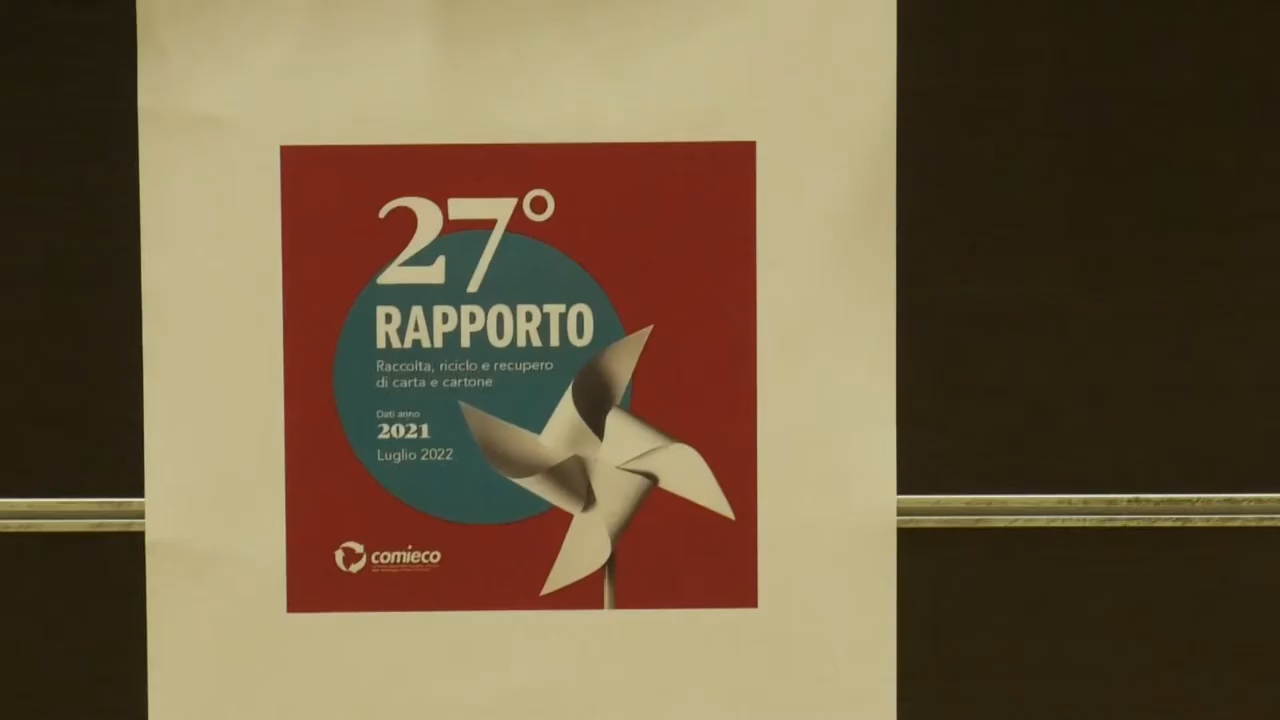 27°
RAPPORTO
Raccolta, riciclo e recupero
di carta e cartone
Dati anno
2021
Luglio 2022
comieco